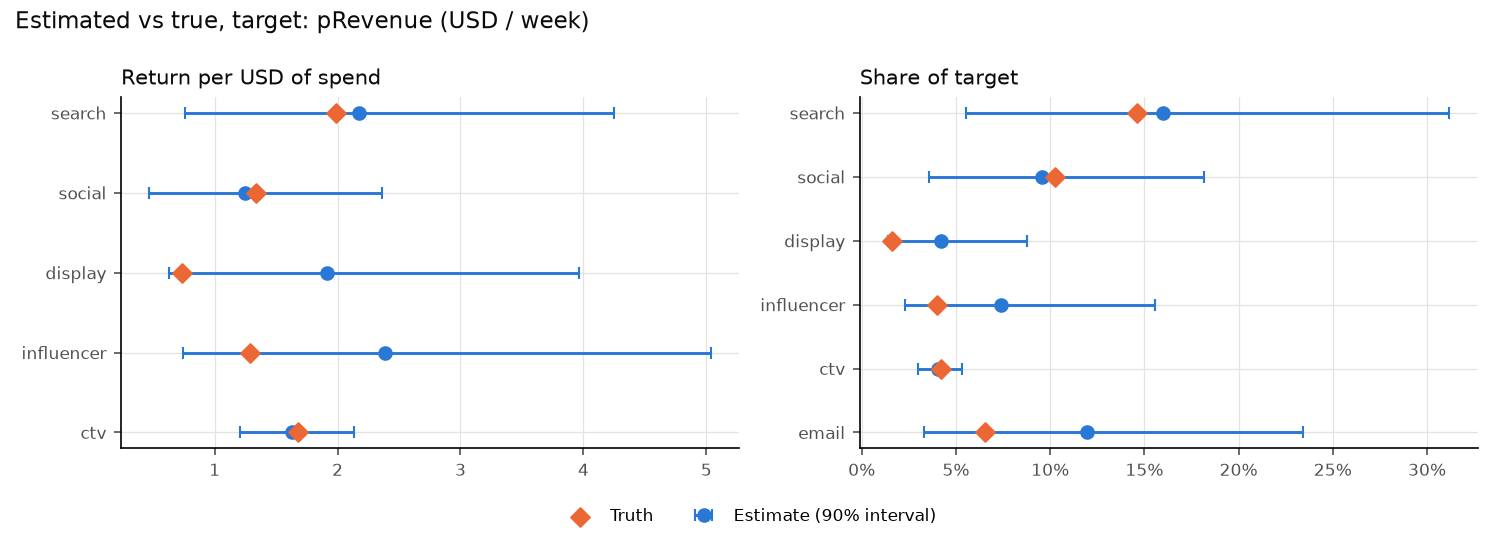 Estimated vs true, target: pRevenue (USD / week)
Return per USD of spend
search
social
display
influencer
ctv
1 2 3 4 5
Share of target
search
social
display
influencer
ctv
email
0% 5% 10% 15% 20% 25% 30%
Truth Estimate (90% interval)